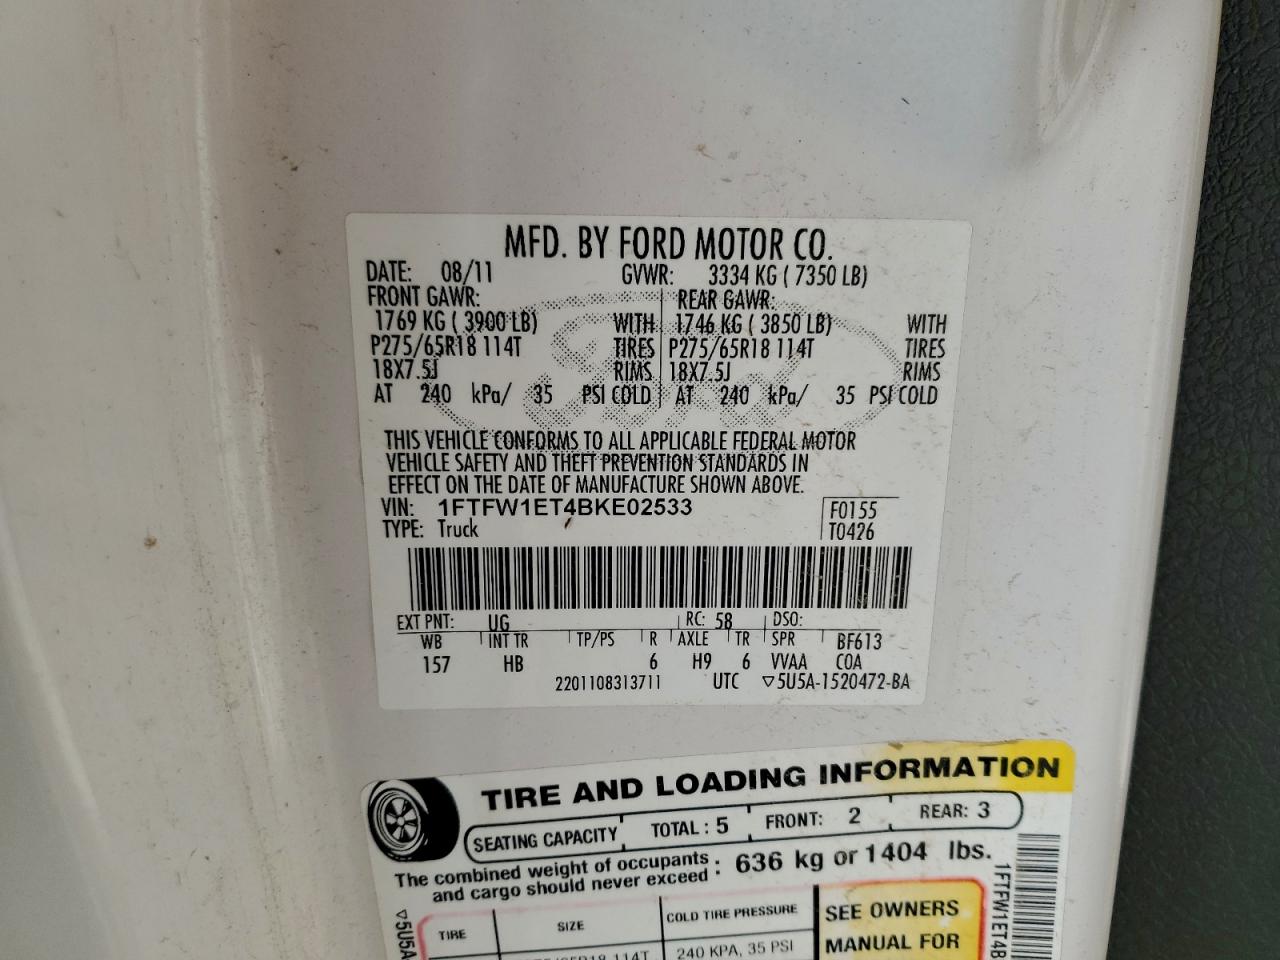 MFD. BY FORD MOTOR CO.
DATE: 08/11 GVWR: 3334 KG ( 7350 LB)
FRONT GAWR: REAR GAWR:
1769 KG ( 3900 LB) WITH 1746 KG ( 3850 LB) WITH
P275/65R18 114T TIRES P275/65R18 114T TIRES
18X7.5J RIMS 18X7.5J RIMS
AT 240 kPa/ 35 PSI COLD AT 240 kPa/ 35 PSI COLD
THIS VEHICLE CONFORMS TO ALL APPLICABLE FEDERAL MOTOR
VEHICLE SAFETY AND THEFT PREVENTION STANDARDS IN
EFFECT ON THE DATE OF MANUFACTURE SHOWN ABOVE.
VIN: 1FTFW1ET4BKE02533 F0155
TYPE: Truck T0426
EXT PNT: UG RC: 58 DSO:
WB INT TR TP/PS R AXLE TR SPR BF613
157 HB 6 H9 6 VVAA COA
2201108313711 UTC ▽5U5A-1520472-BA
TIRE AND LOADING INFORMATION
SEATING CAPACITY TOTAL : 5 FRONT: 2 REAR: 3
The combined weight of occupants : 636 kg or 1404 lbs.
and cargo should never exceed :
TIRE SIZE COLD TIRE PRESSURE SEE OWNERS
114T 240 KPA, 35 PSI MANUAL FOR
▽5U5A
1FTFW1ET4B